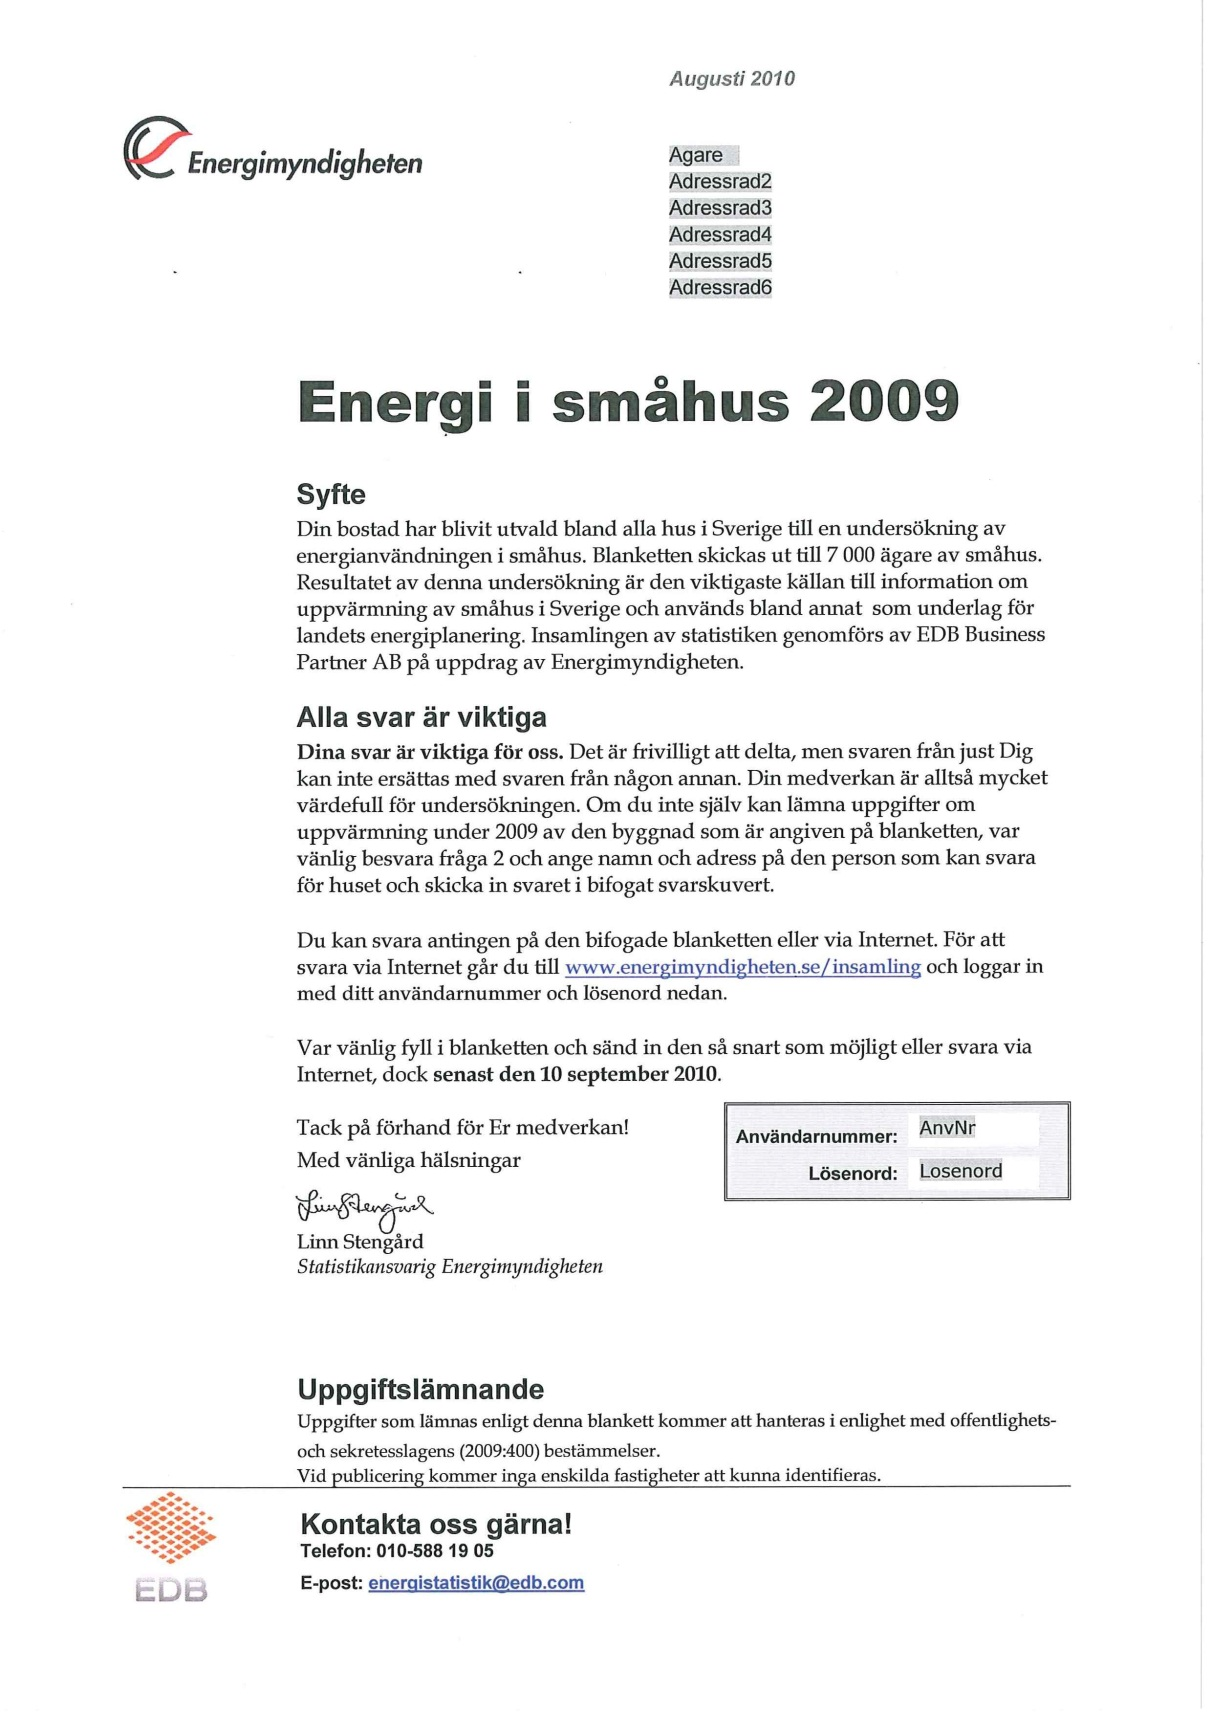 Augusti 2010
Energimyndigheten
Agare
Adressrad2
Adressrad3
Adressrad4
Adressrad5
Adressrad6
Energi i småhus 2009
Syfte
Din bostad har blivit utvald bland alla hus i Sverige till en undersökning av
energianvändningen i småhus. Blanketten skickas ut till 7 000 ägare av småhus.
Resultatet av denna undersökning är den viktigaste källan till information om
uppvärmning av småhus i Sverige och används bland annat som underlag för
landets energiplanering. Insamlingen av statistiken genomförs av EDB Business
Partner AB på uppdrag av Energimyndigheten.
Alla svar är viktiga
Dina svar är viktiga för oss. Det är frivilligt att delta, men svaren från just Dig
kan inte ersättas med svaren från någon annan. Din medverkan är alltså mycket
värdefull för undersökningen. Om du inte själv kan lämna uppgifter om
uppvärmning under 2009 av den byggnad som är angiven på blanketten, var
vänlig besvara fråga 2 och ange namn och adress på den person som kan svara
för huset och skicka in svaret i bifogat svarskuvert.
Du kan svara antingen på den bifogade blanketten eller via Internet. För att
svara via Internet går du till www.energimyndigheten.se/insamling och loggar in
med ditt användarnummer och lösenord nedan.
Var vänlig fyll i blanketten och sänd in den så snart som möjligt eller svara via
Internet, dock senast den 10 september 2010.
Tack på förhand för Er medverkan!
Med vänliga hälsningar
Användarnummer: AnvNr
Lösenord: Losenord
Linn Stengård
Linn Stengård
Statistikansvarig Energimyndigheten
Uppgiftslämnande
Uppgifter som lämnas enligt denna blankett kommer att hanteras i enlighet med offentlighets-
och sekretesslagens (2009:400) bestämmelser.
Vid publicering kommer inga enskilda fastigheter att kunna identifieras.
EDB
Kontakta oss gärna!
Telefon: 010-588 19 05
E-post: energistatistik@edb.com